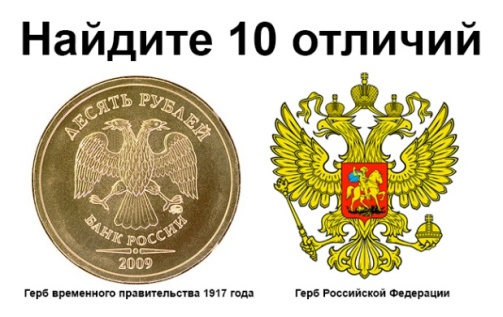 Найдите 10 отличий
ДЕСЯТЬ РУБЛЕЙ
БАНК РОССИИ
2009
Герб временного правительства 1917 года
Герб Российской Федерации